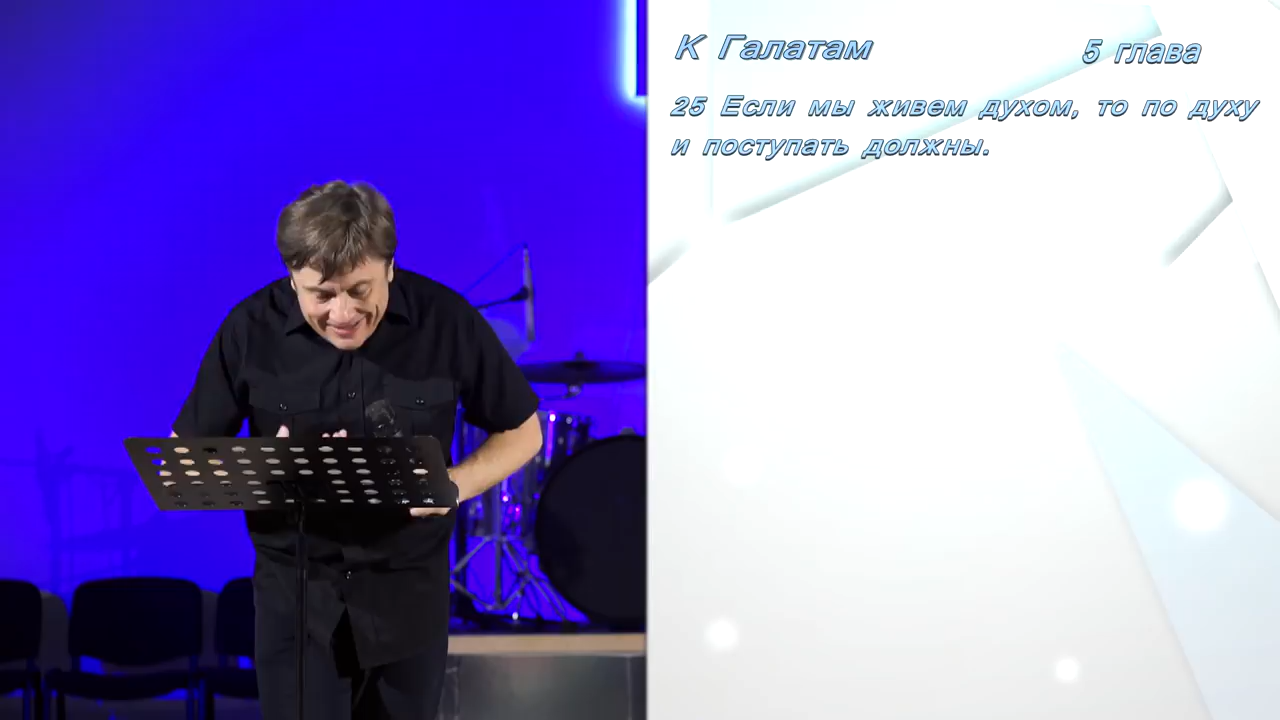 К Галатам 5 глава
25 Если мы живем духом, то по духу
и поступать должны.